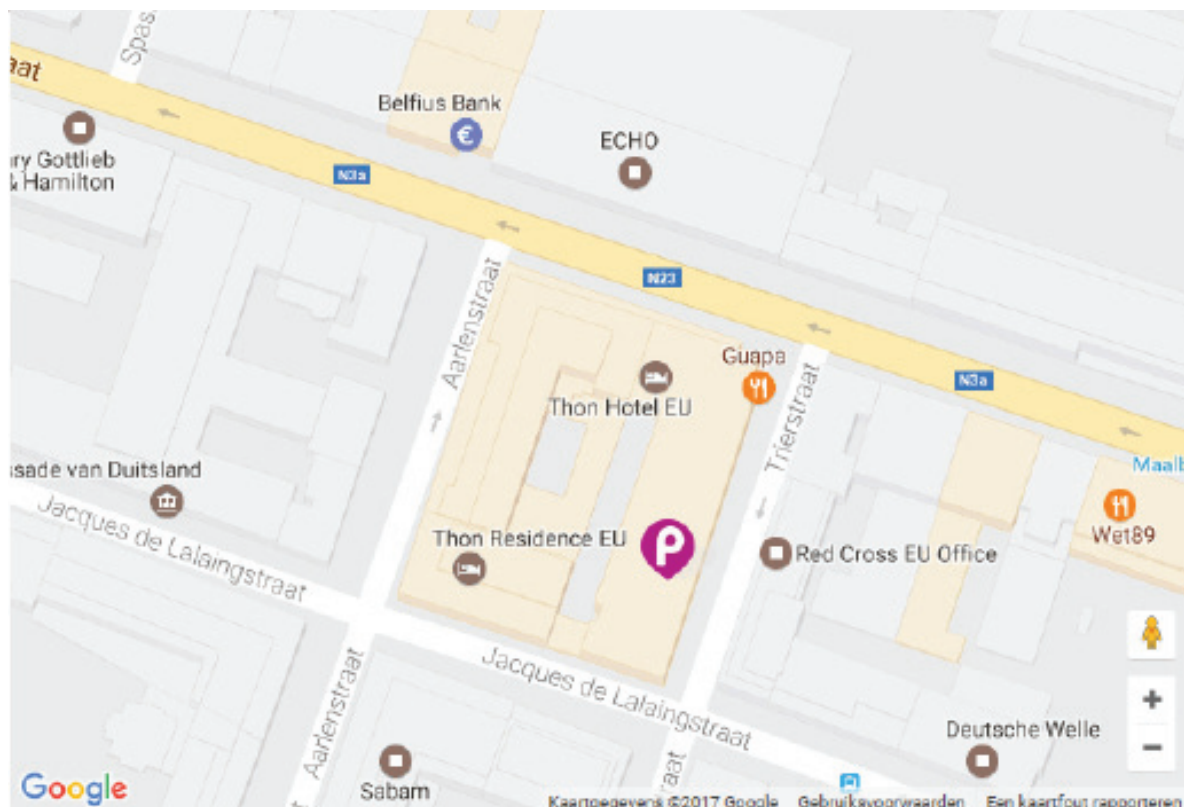 Spas
aat
Belfius Bank
€
ECHO
ry Gottlieb
& Hamilton
N3a
N23
Aarlenstraat
Guapa
Thon Hotel EU
Trierstraat
N3a
Maalb
ssade van Duitsland
Jacques de Lalaingstraat
Thon Residence EU
P
Red Cross EU Office
Wet89
Jacques de Lalaingstraat
Aarlenstraat
straat
Deutsche Welle
Sabam
+
−
Google
Kaartgegevens ©2017 Google Gebruiksvoorwaarden Een kaartfout rapporteren